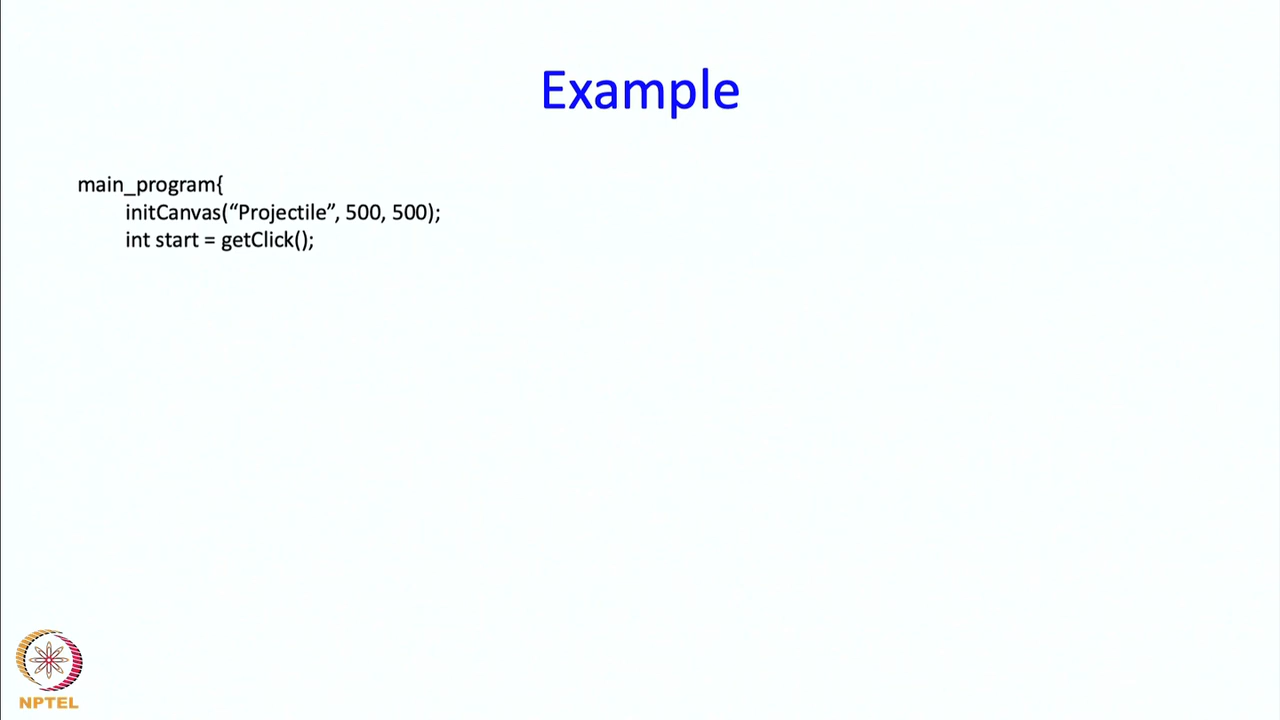 Example
main_program{
initCanvas(“Projectile”, 500, 500);
int start = getClick();
NPTEL